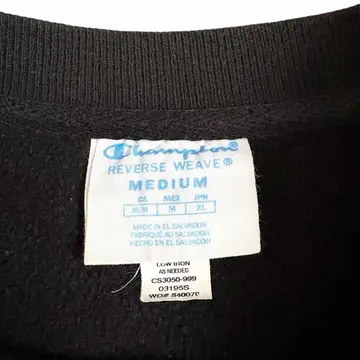 Champion
REVERSE WEAVE®
MEDIUM
CA MEX JPN
M/M M XL
MADE IN EL SALVADOR
FABRIQUÉ AU SALVADOR
HECHO EN EL SALVADOR
LOW IRON
AS NEEDED
CS3050-999
03195S
WO# 840070